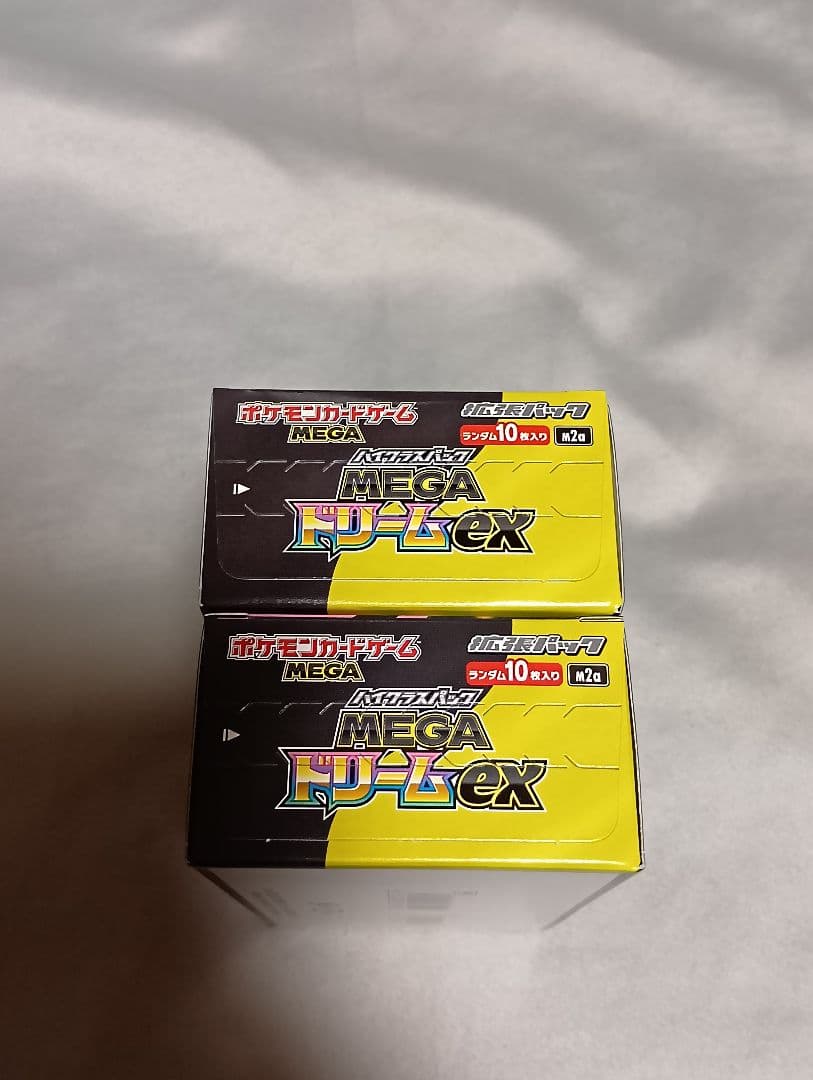 ポケモンカードゲーム
MEGA
拡張パック
ランダム10枚入り M2a
ハイクラスパック
MEGA
ドリームex
ポケモンカードゲーム
MEGA
拡張パック
ランダム10枚入り M2a
ハイクラスパック
MEGA
ドリームex